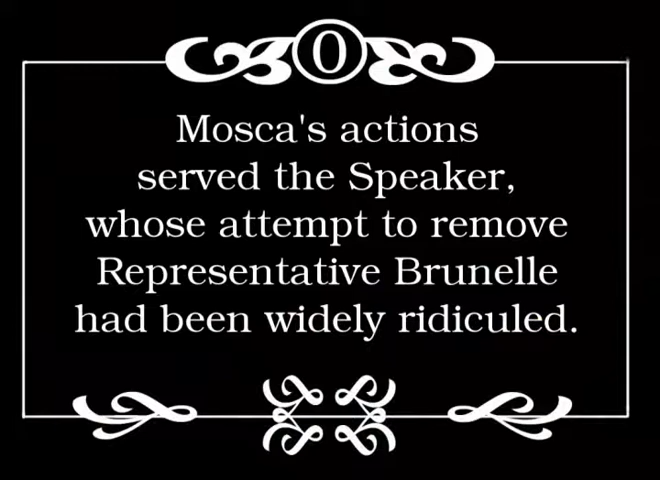 O
Mosca's actions
served the Speaker,
whose attempt to remove
Representative Brunelle
had been widely ridiculed.